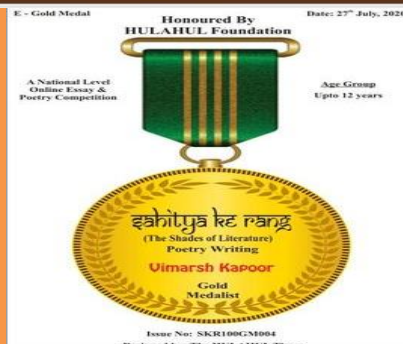 E - Gold Medal
Honoured By
HULAHUL Foundation
Date: 27th July, 2020
A National Level
Online Essay &
Poetry Competition
Age Group
Upto 12 years
sahitya ke rang
(The Shades of Literature)
Poetry Writing
Vimarsh Kapoor
Gold
Medalist
Issue No: SKR100GM004